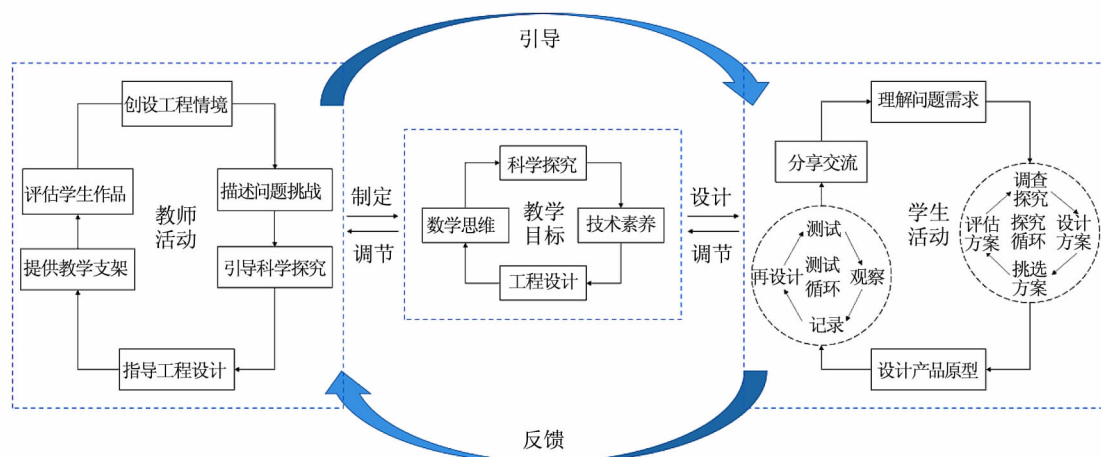 引导
创设工程情境
评估学生作品
描述问题挑战
教师
活动
提供教学支架
引导科学探究
指导工程设计
制定
调节
科学探究
数学思维
教学
目标
技术素养
工程设计
设计
调节
理解问题需求
分享交流
学生
活动
调查
探究
评估
方案
探究
循环
设计
方案
挑选
方案
测试
再设计
测试
循环
观察
记录
设计产品原型
反馈